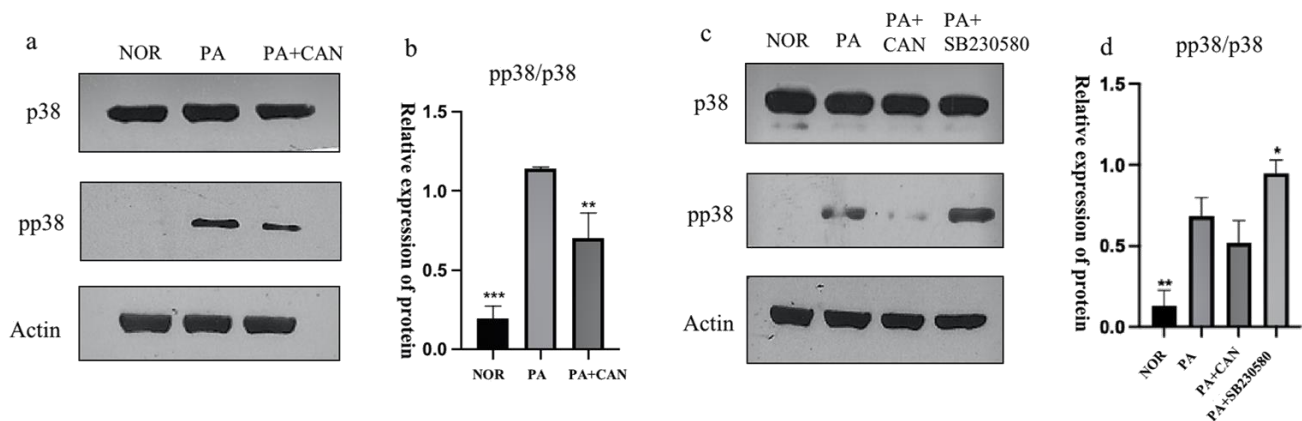 a
NOR PA PA+CAN
p38
pp38
Actin
b
pp38/p38
Relative expression of protein
1.5
1.0
0.5
0.0
***
**
NOR PA PA+CAN
c
NOR PA PA+ CAN PA+ SB230580
p38
pp38
Actin
d
pp38/p38
Relative expression of protein
1.5
1.0
0.5
0.0
**
*
NOR
PA
PA+CAN
PA+SB230580